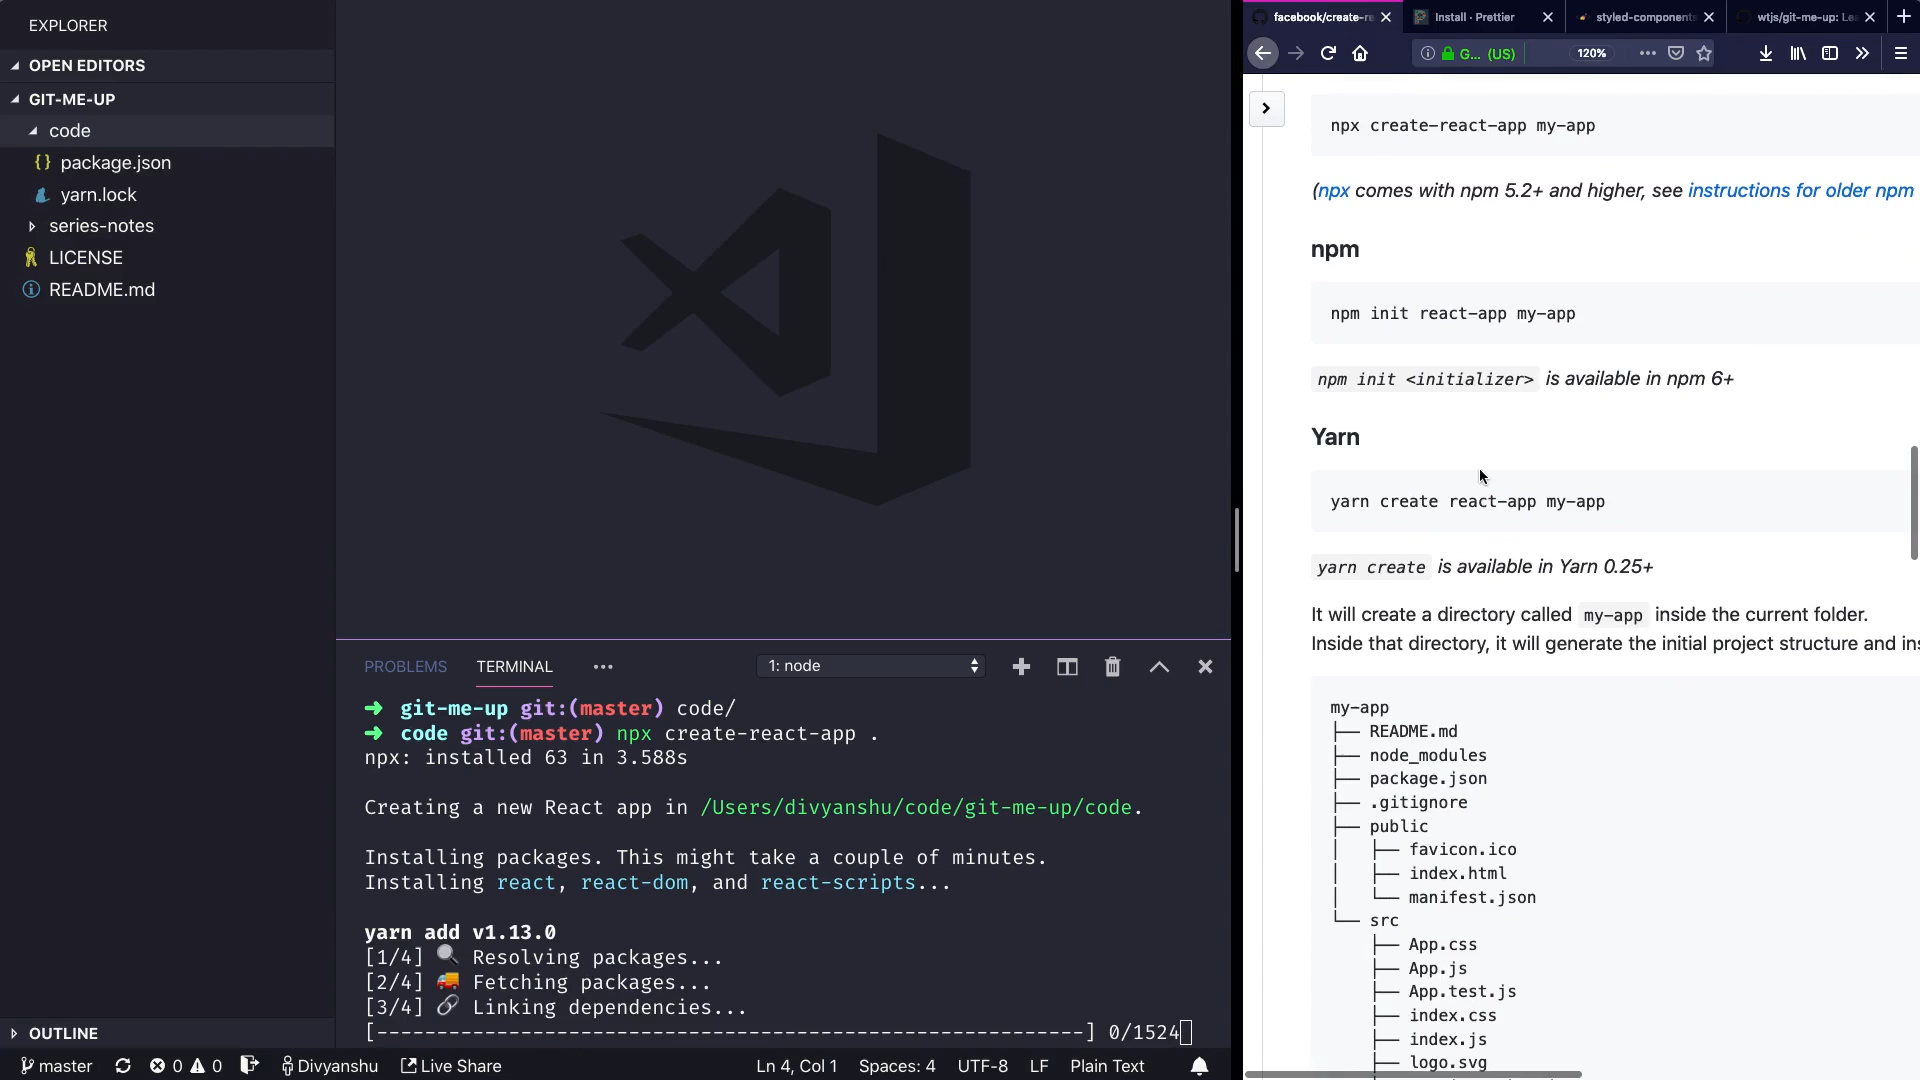 EXPLORER
OPEN EDITORS
GIT-ME-UP
code
{} package.json
yarn.lock
series-notes
LICENSE
README.md
OUTLINE
PROBLEMS TERMINAL ••• 1: node
➜ git-me-up git:(master) code/
➜ code git:(master) npx create-react-app .
npx: installed 63 in 3.588s
Creating a new React app in /Users/divyanshu/code/git-me-up/code.
Installing packages. This might take a couple of minutes.
Installing react, react-dom, and react-scripts...
yarn add v1.13.0
[1/4] 🔍 Resolving packages...
[2/4] 🚚 Fetching packages...
[3/4] 🔗 Linking dependencies...
[-----------------------------------------------------------] 0/1524
master 0 0 Divyanshu Live Share Ln 4, Col 1 Spaces: 4 UTF-8 LF Plain Text
facebook/create-re Install · Prettier styled-components wtjs/git-me-up: Le
G... (US) 120%
npx create-react-app my-app
(npx comes with npm 5.2+ and higher, see instructions for older npm
npm
npm init react-app my-app
npm init <initializer> is available in npm 6+
Yarn
yarn create react-app my-app
yarn create is available in Yarn 0.25+
It will create a directory called my-app inside the current folder.
Inside that directory, it will generate the initial project structure and ins
my-app
├── README.md
├── node_modules
├── package.json
├── .gitignore
├── public
│   ├── favicon.ico
│   ├── index.html
│   └── manifest.json
└── src
    ├── App.css
    ├── App.js
    ├── App.test.js
    ├── index.css
    ├── index.js
    ├── logo.svg